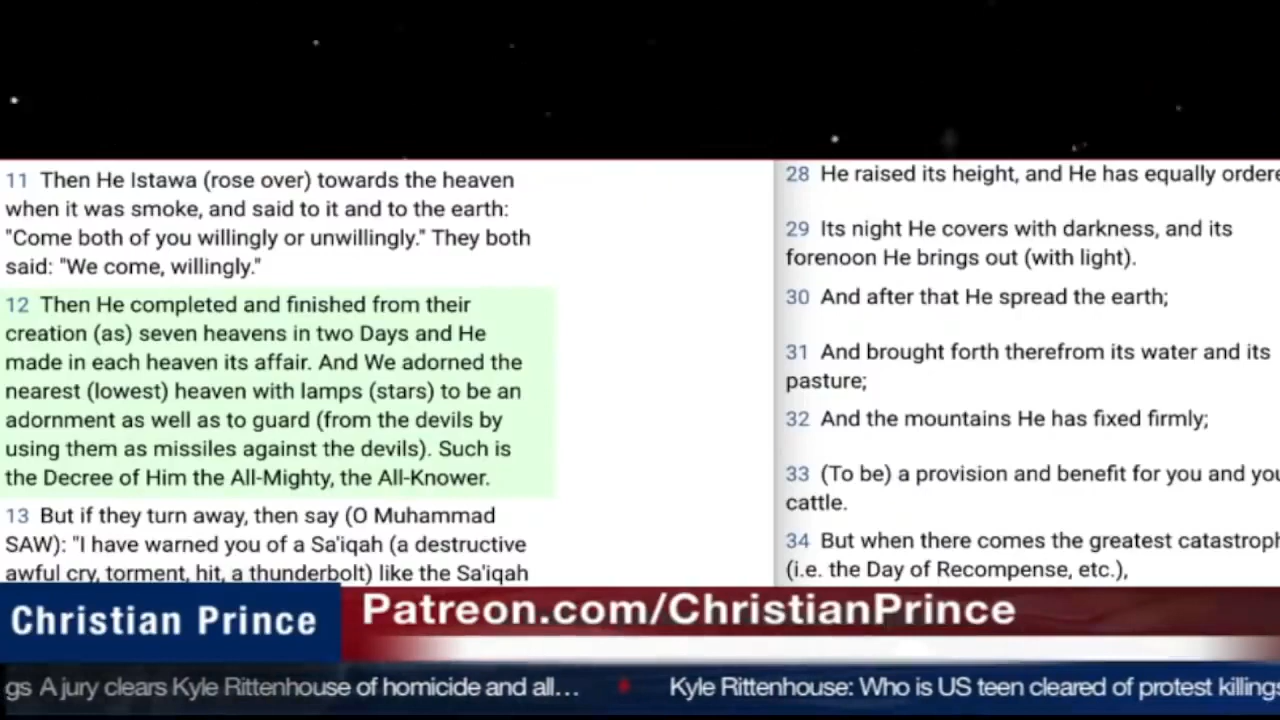 11 Then He Istawa (rose over) towards the heaven
when it was smoke, and said to it and to the earth:
"Come both of you willingly or unwillingly." They both
said: "We come, willingly."
12 Then He completed and finished from their
creation (as) seven heavens in two Days and He
made in each heaven its affair. And We adorned the
nearest (lowest) heaven with lamps (stars) to be an
adornment as well as to guard (from the devils by
using them as missiles against the devils). Such is
the Decree of Him the All-Mighty, the All-Knower.
13 But if they turn away, then say (O Muhammad
SAW): "I have warned you of a Sa'iqah (a destructive
awful cry, torment, hit, a thunderbolt) like the Sa'iqah
28 He raised its height, and He has equally ordere
29 Its night He covers with darkness, and its
forenoon He brings out (with light).
30 And after that He spread the earth;
31 And brought forth therefrom its water and its
pasture;
32 And the mountains He has fixed firmly;
33 (To be) a provision and benefit for you and you
cattle.
34 But when there comes the greatest catastroph
(i.e. the Day of Recompense, etc.),
Christian Prince
Patreon.com/ChristianPrince
gs A jury clears Kyle Rittenhouse of homicide and all... Kyle Rittenhouse: Who is US teen cleared of protest killings